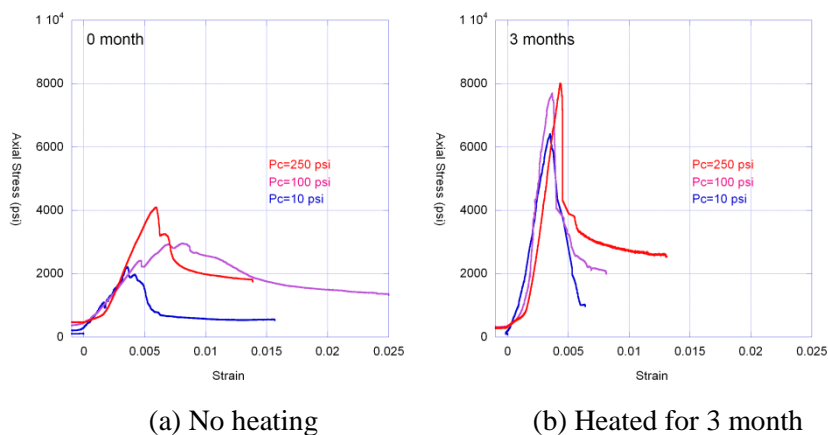 1 10⁴
0 month
8000
6000
Axial Stress
(psi)
Pc=250 psi
Pc=100 psi
Pc=10 psi
4000
2000
0
0 0.005 0.01 0.015 0.02 0.025
Strain
(a) No heating
1 10⁴
3 months
8000
6000
Axial Stress
(psi)
Pc=250 psi
Pc=100 psi
Pc=10 psi
4000
2000
0
0 0.005 0.01 0.015 0.02 0.025
Strain
(b) Heated for 3 month